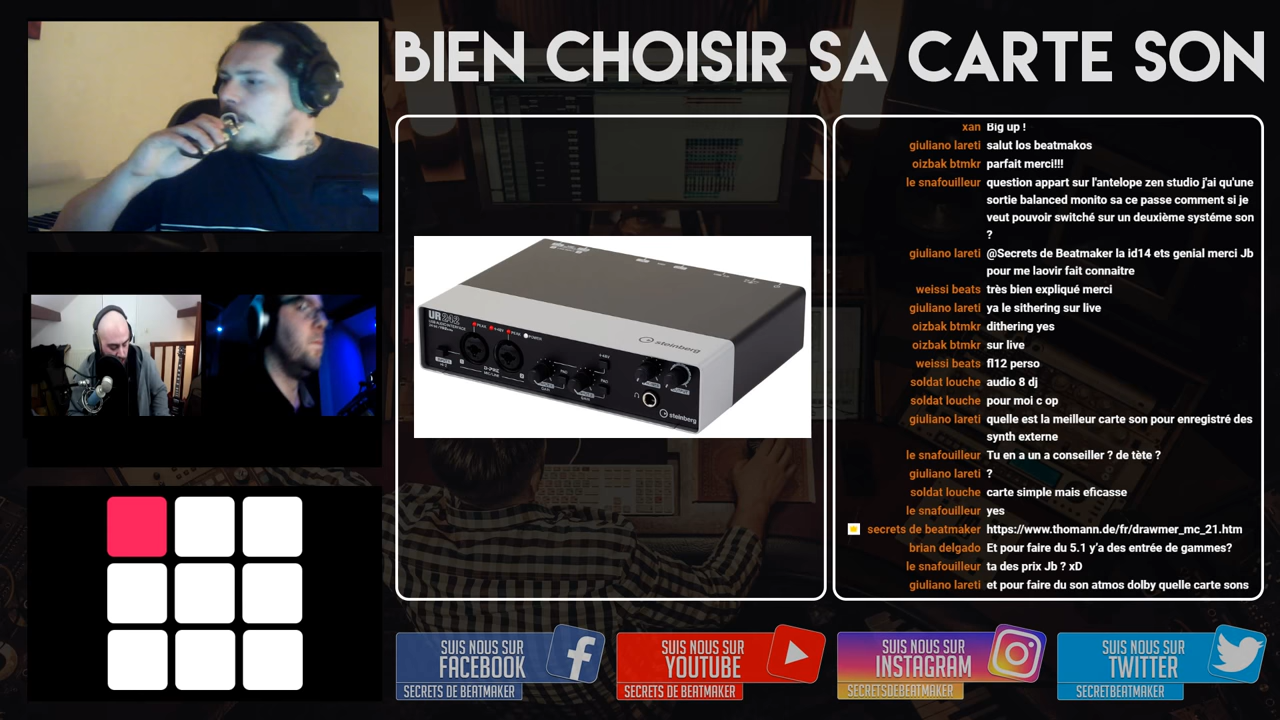 BIEN CHOISIR SA CARTE SON
UR242
steinberg
steinberg
xan Big up !
giuliano lareti salut los beatmakos
oizbak btmkr parfait merci!!!
le snafouilleur question appart sur l'antelope zen studio j'ai qu'une
sortie balanced monito sa ce passe comment si je
veut pouvoir switché sur un deuxième systéme son
?
giuliano lareti @Secrets de Beatmaker la id14 ets genial merci Jb
pour me laovir fait connaitre
weissi beats très bien expliqué merci
giuliano lareti ya le sithering sur live
oizbak btmkr dithering yes
oizbak btmkr sur live
weissi beats fl12 perso
soldat louche audio 8 dj
soldat louche pour moi c op
giuliano lareti quelle est la meilleur carte son pour enregistré des
synth externe
le snafouilleur Tu en a un a conseiller ? de tète ?
giuliano lareti ?
soldat louche carte simple mais eficasse
le snafouilleur yes
secrets de beatmaker https://www.thomann.de/fr/drawmer_mc_21.htm
brian delgado Et pour faire du 5.1 y'a des entrée de gammes?
le snafouilleur ta des prix Jb ? xD
giuliano lareti et pour faire du son atmos dolby quelle carte sons
SUIS NOUS SUR
FACEBOOK
SECRETS DE BEATMAKER
SUIS NOUS SUR
YOUTUBE
SECRETS DE BEATMAKER
SUIS NOUS SUR
INSTAGRAM
SECRETSDEBEATMAKER
SUIS NOUS SUR
TWITTER
SECRETBEATMAKER